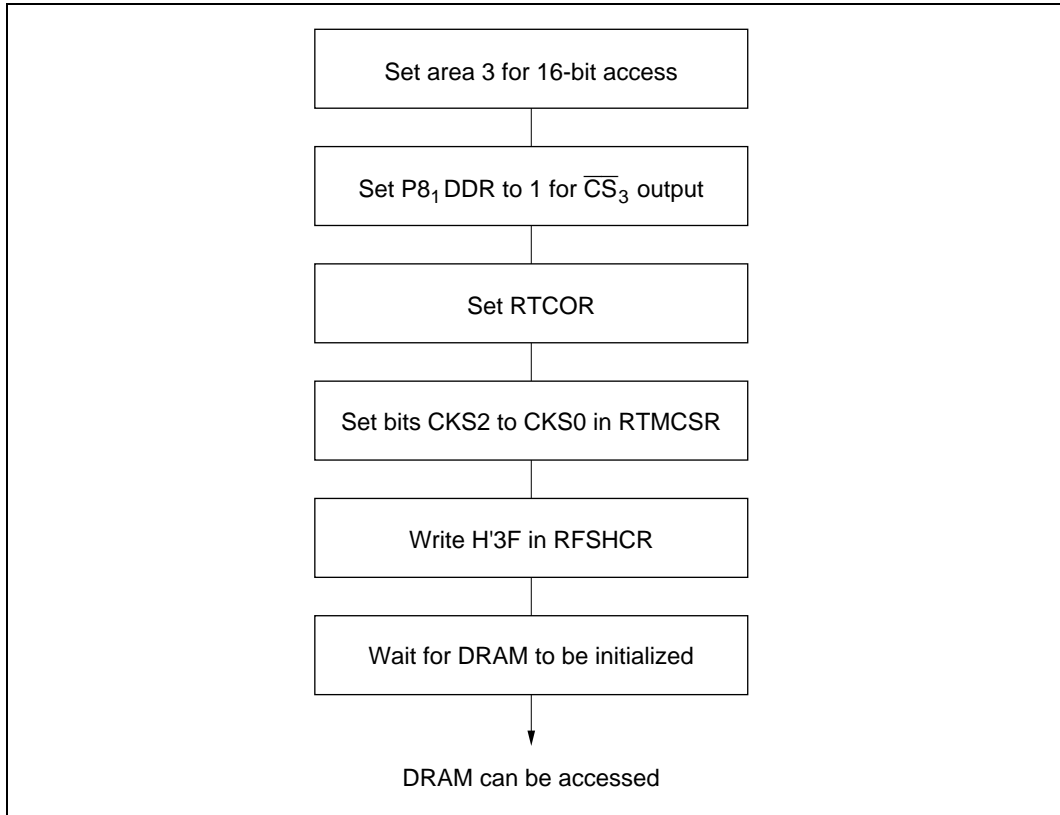 Set area 3 for 16-bit access
Set P8₁ DDR to 1 for C̅S̅₃ output
Set RTCOR
Set bits CKS2 to CKS0 in RTMCSR
Write H'3F in RFSHCR
Wait for DRAM to be initialized
DRAM can be accessed